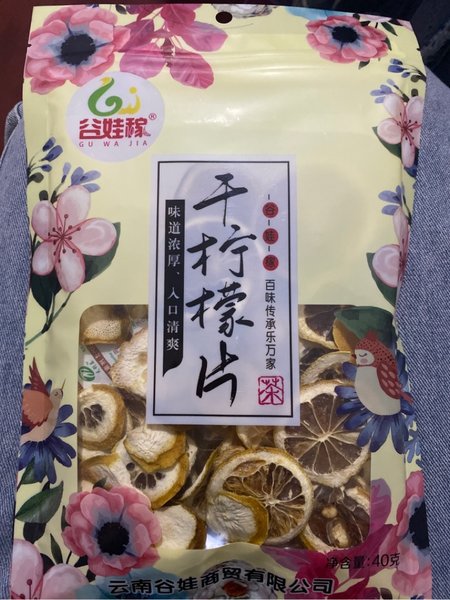 谷娃稼®
GU WA JIA
干柠檬片
味道浓厚、入口清爽
谷娃稼
百味传承乐万家
茶
净含量:40克
云南谷娃商贸有限公司